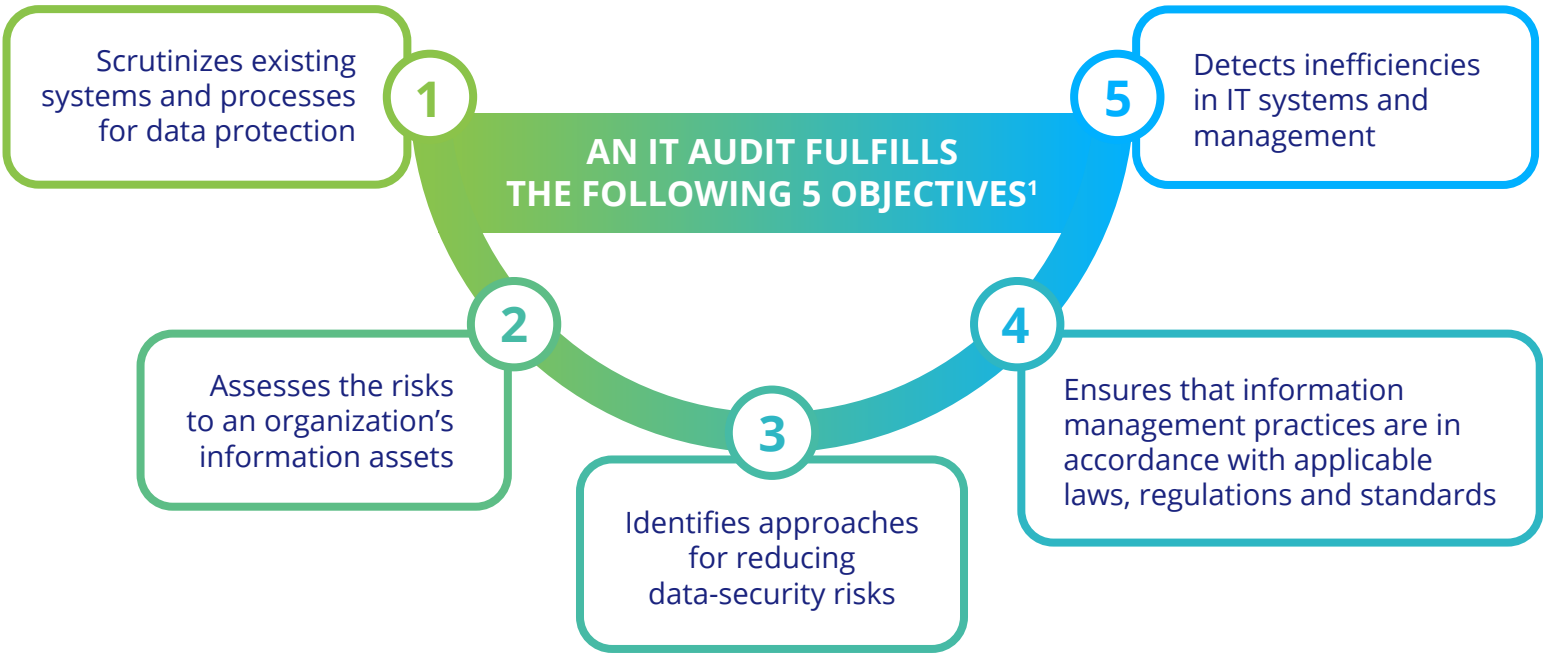 AN IT AUDIT FULFILLS
THE FOLLOWING 5 OBJECTIVES¹
1
Scrutinizes existing
systems and processes
for data protection
2
Assesses the risks
to an organization’s
information assets
3
Identifies approaches
for reducing
data-security risks
4
Ensures that information
management practices are in
accordance with applicable
laws, regulations and standards
5
Detects inefficiencies
in IT systems and
management